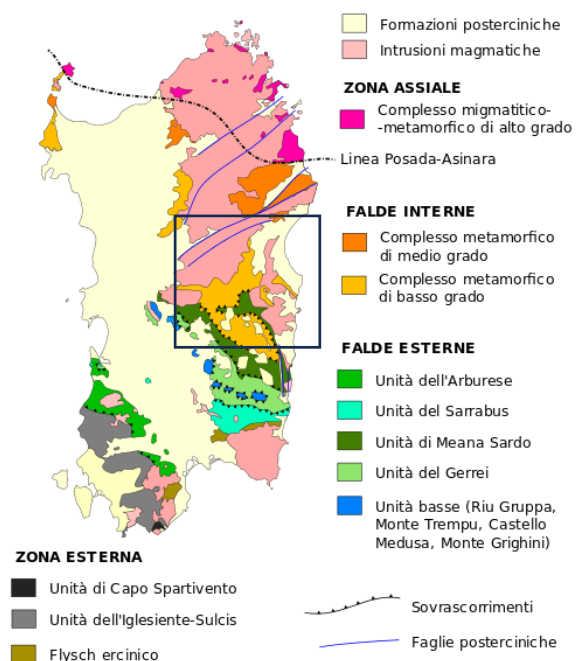 Formazioni posterciniche
Intrusioni magmatiche
ZONA ASSIALE
Complesso migmatitico-
-metamorfico di alto grado
Linea Posada-Asinara
FALDE INTERNE
Complesso metamorfico
di medio grado
Complesso metamorfico
di basso grado
FALDE ESTERNE
Unità dell'Arburese
Unità del Sarrabus
Unità di Meana Sardo
Unità del Gerrei
Unità basse (Riu Gruppa,
Monte Trempu, Castello
Medusa, Monte Grighini)
ZONA ESTERNA
Unità di Capo Spartivento
Unità dell'Iglesiente-Sulcis
Flysch ercinico
Sovrascorrimenti
Faglie posterciniche